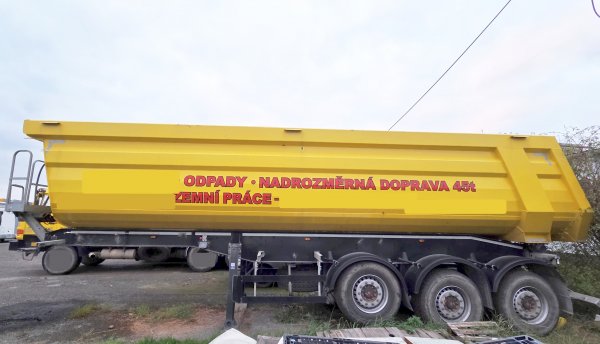 ODPADY • NADROZMĚRNÁ DOPRAVA 45t
ZEMNÍ PRÁCE -